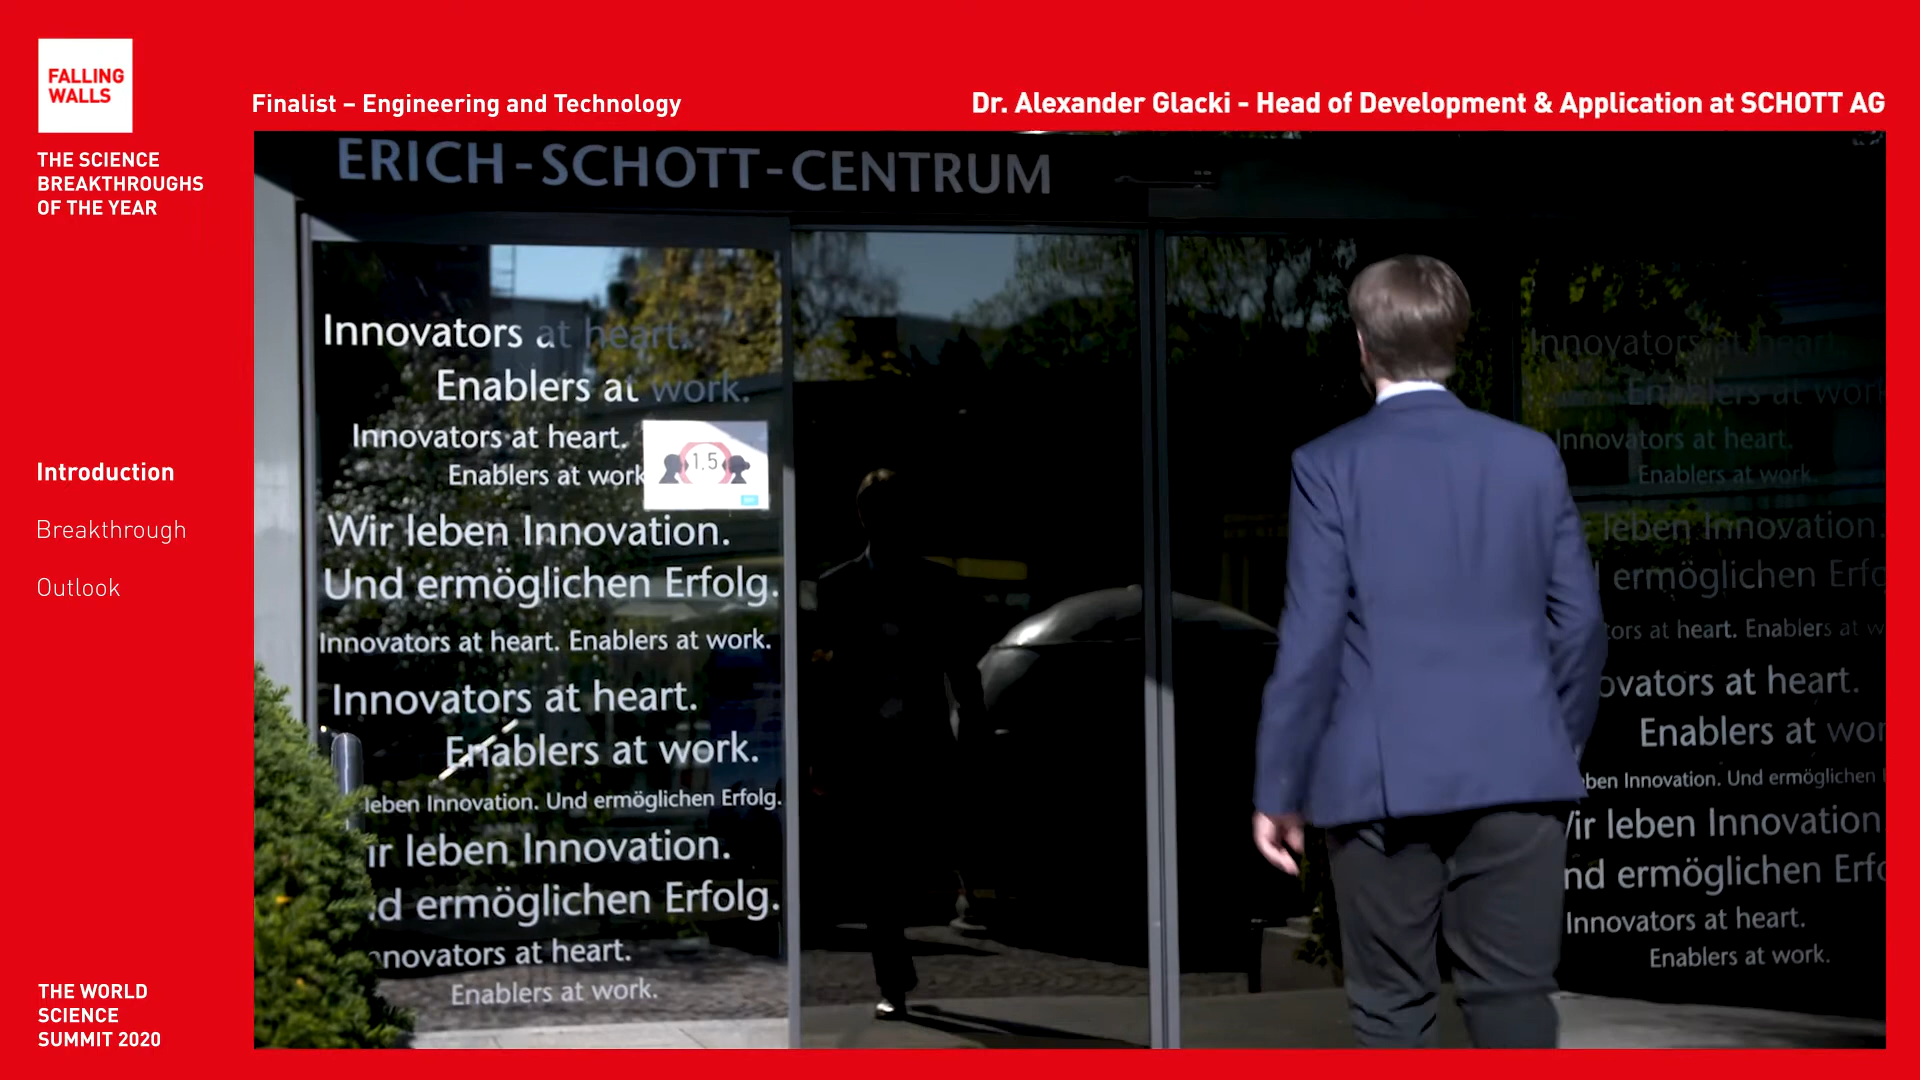 FALLING
WALLS
THE SCIENCE
BREAKTHROUGHS
OF THE YEAR
Finalist – Engineering and Technology
Dr. Alexander Glacki - Head of Development & Application at SCHOTT AG
Introduction
Breakthrough
Outlook
THE WORLD
SCIENCE
SUMMIT 2020
ERICH-SCHOTT-CENTRUM
Innovators at heart.
Enablers at work.
Innovators at heart.
Enablers at work
1,5
Wir leben Innovation.
Und ermöglichen Erfolg.
Innovators at heart. Enablers at work.
Innovators at heart.
Enablers at work.
leben Innovation. Und ermöglichen Erfolg.
ir leben Innovation.
d ermöglichen Erfolg.
nnovators at heart.
Enablers at work.
Innovators at heart.
Enablers at work
Innovators at heart.
Enablers at work.
leben Innovation.
ermöglichen Erfo
tors at heart. Enablers at w
ovators at heart.
Enablers at wor
ben Innovation. Und ermöglichen
ir leben Innovation
nd ermöglichen Erfo
Innovators at heart.
Enablers at work.